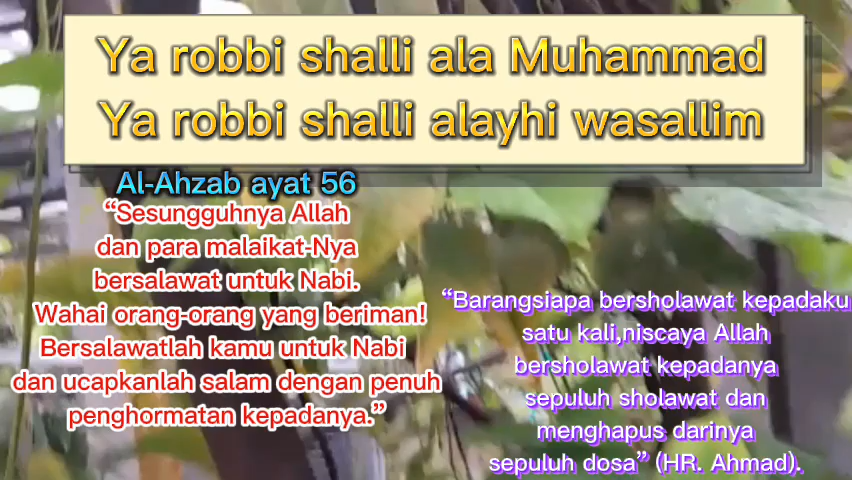 Ya robbi shalli ala Muhammad
Ya robbi shalli alayhi wasallim
Al-Ahzab ayat 56
“Sesungguhnya Allah
dan para malaikat-Nya
bersalawat untuk Nabi.
Wahai orang-orang yang beriman!
Bersalawatlah kamu untuk Nabi
dan ucapkanlah salam dengan penuh
penghormatan kepadanya.”
“Barangsiapa bersholawat kepadaku
satu kali,niscaya Allah
bersholawat kepadanya
sepuluh sholawat dan
menghapus darinya
sepuluh dosa” (HR. Ahmad).